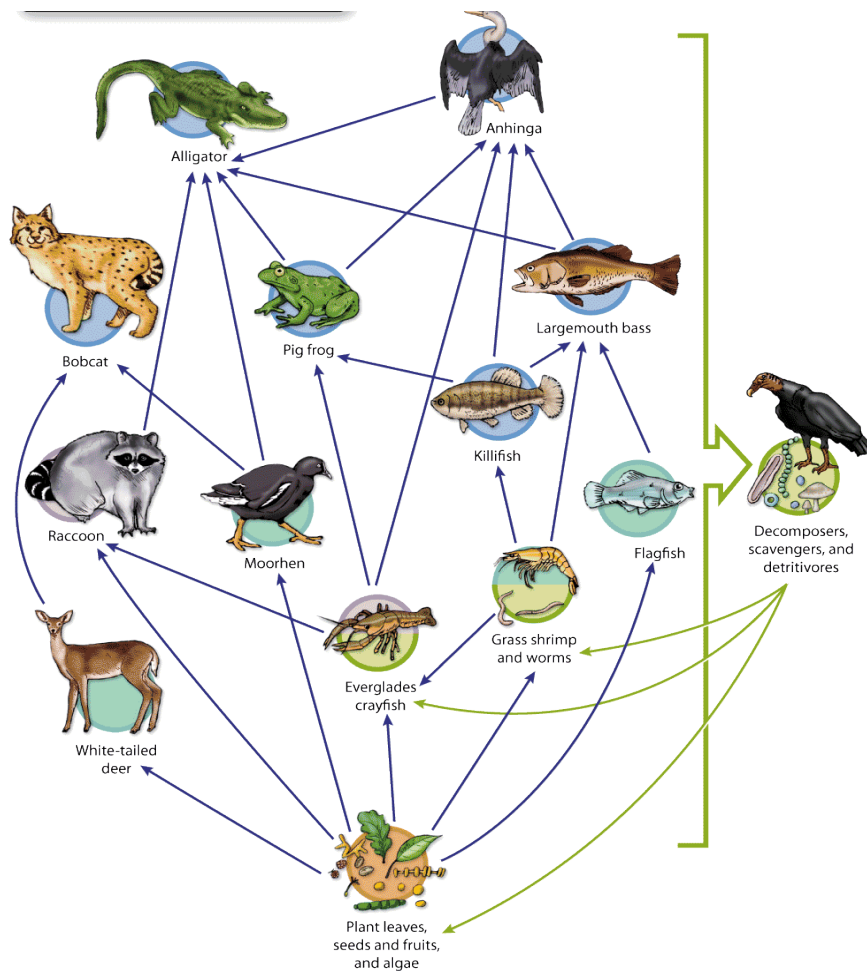 Anhinga
Alligator
Largemouth bass
Pig frog
Bobcat
Killifish
Raccoon
Moorhen
Flagfish
Decomposers,
scavengers, and
detritivores
Grass shrimp
and worms
Everglades
crayfish
White-tailed
deer
Plant leaves,
seeds and fruits,
and algae